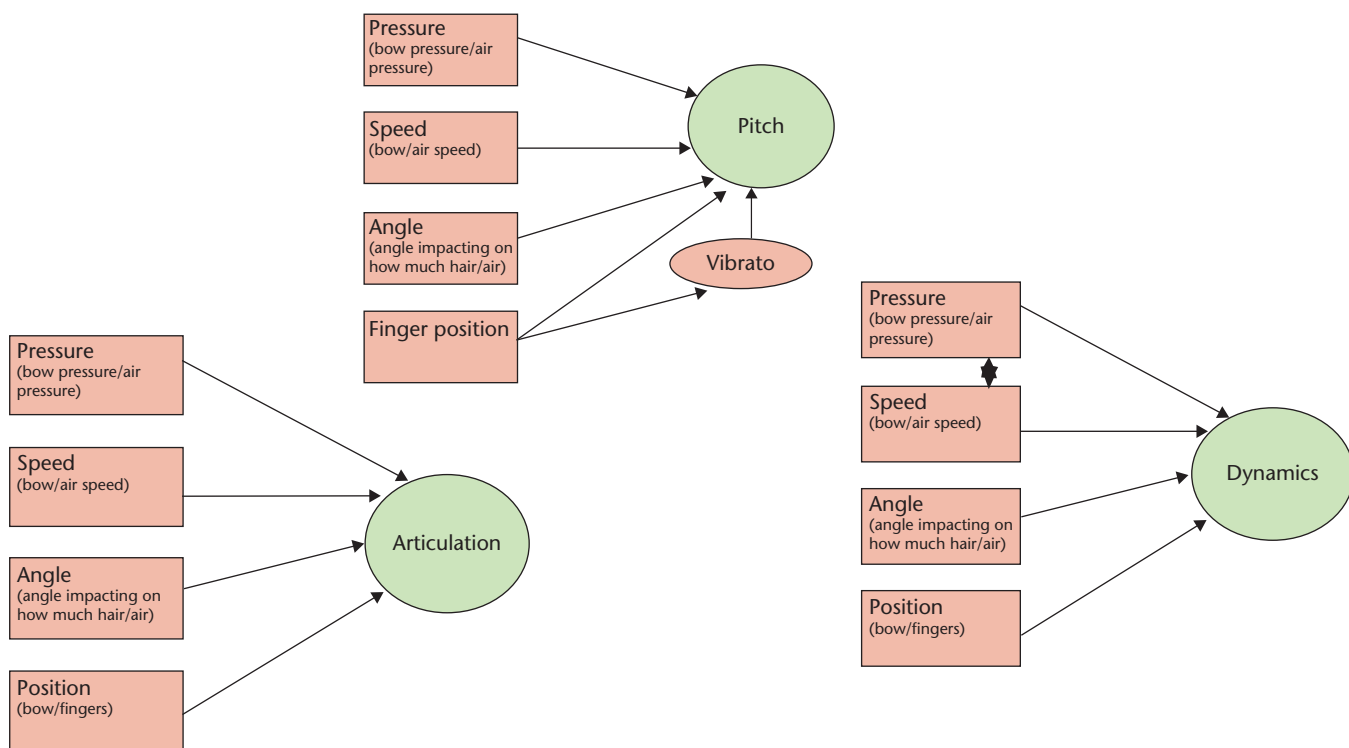 Pressure
(bow pressure/air
pressure)
Speed
(bow/air speed)
Angle
(angle impacting on
how much hair/air)
Finger position
Pitch
Vibrato
Pressure
(bow pressure/air
pressure)
Speed
(bow/air speed)
Angle
(angle impacting on
how much hair/air)
Position
(bow/fingers)
Articulation
Pressure
(bow pressure/air
pressure)
Speed
(bow/air speed)
Angle
(angle impacting on
how much hair/air)
Position
(bow/fingers)
Dynamics